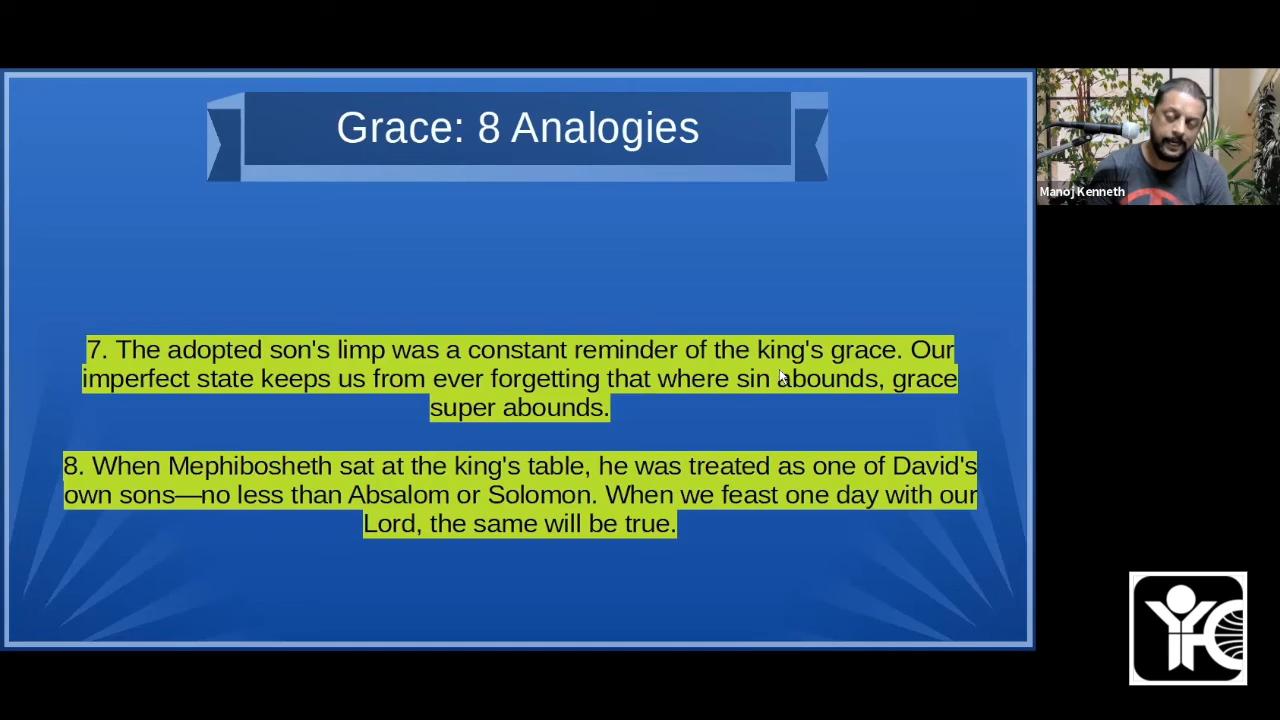 Grace: 8 Analogies
7. The adopted son's limp was a constant reminder of the king's grace. Our
imperfect state keeps us from ever forgetting that where sin abounds, grace
super abounds.
8. When Mephibosheth sat at the king's table, he was treated as one of David's
own sons—no less than Absalom or Solomon. When we feast one day with our
Lord, the same will be true.
Manoj Kenneth
YFC